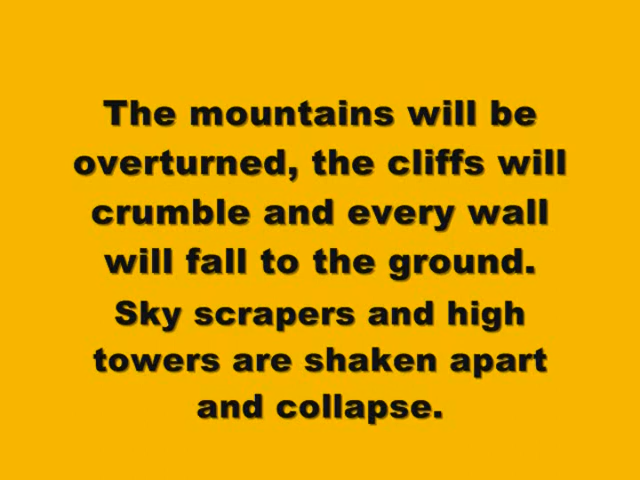 The mountains will be
overturned, the cliffs will
crumble and every wall
will fall to the ground.
Sky scrapers and high
towers are shaken apart
and collapse.